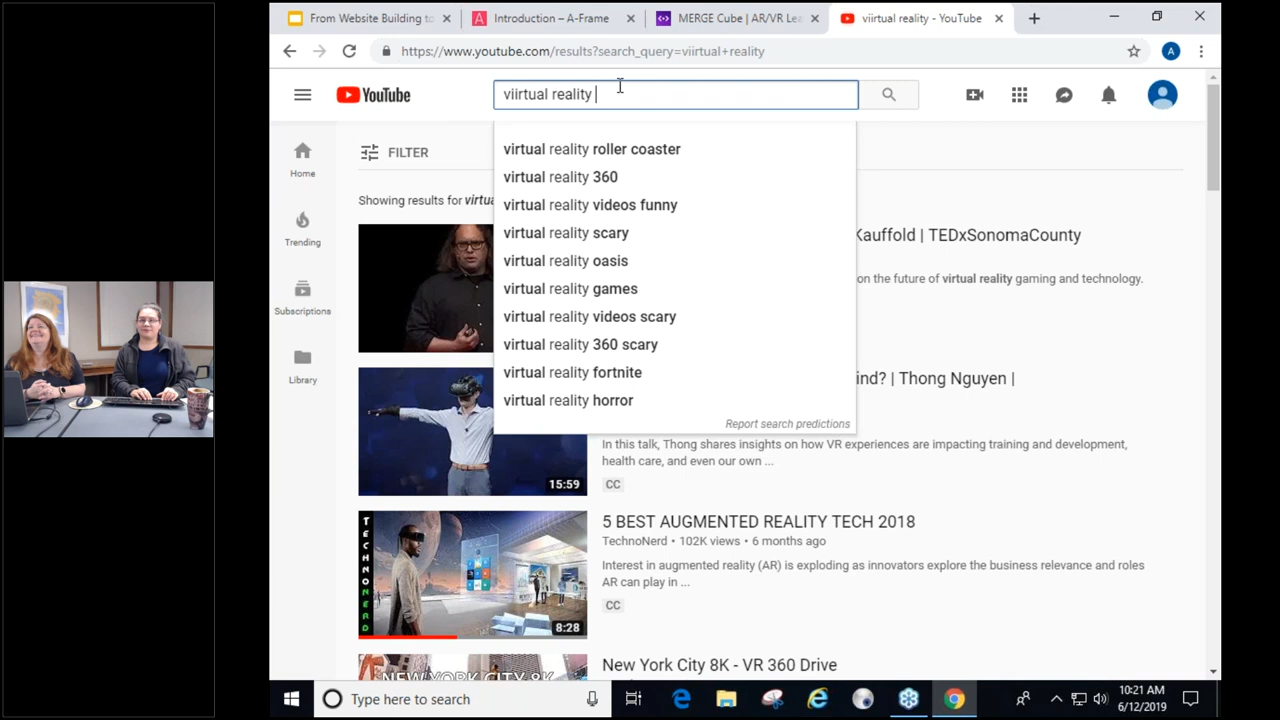 From Website Building to
Introduction – A-Frame
MERGE Cube | AR/VR Lea
viirtual reality - YouTube
https://www.youtube.com/results?search_query=viirtual+reality
A
YouTube
viirtual reality
virtual reality roller coaster
virtual reality 360
virtual reality videos funny
virtual reality scary
virtual reality oasis
virtual reality games
virtual reality videos scary
virtual reality 360 scary
virtual reality fortnite
virtual reality horror
Report search predictions
Home
Trending
Subscriptions
Library
FILTER
Showing results for virtua
Kauffold | TEDxSonomaCounty
on the future of virtual reality gaming and technology.
ind? | Thong Nguyen |
In this talk, Thong shares insights on how VR experiences are impacting training and development,
health care, and even our own ...
CC
15:59
5 BEST AUGMENTED REALITY TECH 2018
TechnoNerd • 102K views • 6 months ago
Interest in augmented reality (AR) is exploding as innovators explore the business relevance and roles
AR can play in ...
CC
TECHNONERD
8:28
New York City 8K - VR 360 Drive
NEW YORK CITY 8K
Type here to search
10:21 AM
6/12/2019